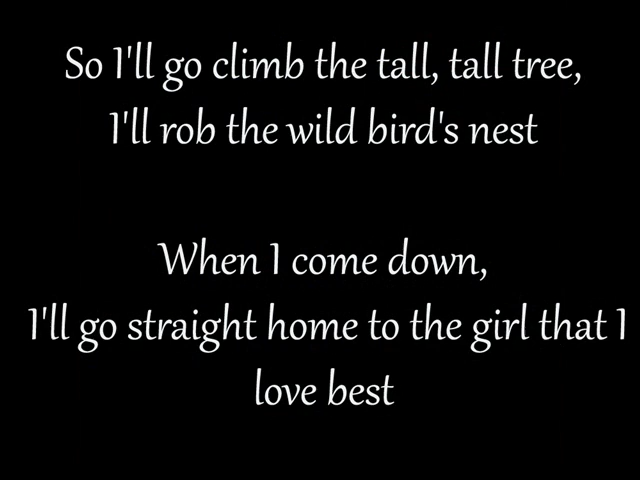 So I'll go climb the tall, tall tree,
I'll rob the wild bird's nest
When I come down,
I'll go straight home to the girl that I
love best